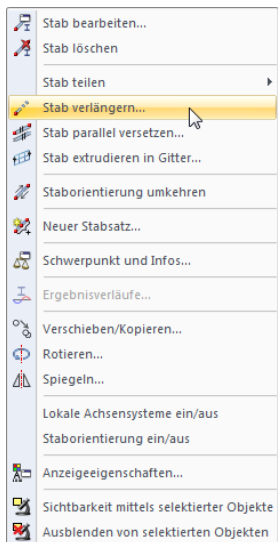 Stab bearbeiten...
Stab löschen
Stab teilen
Stab verlängern...
Stab parallel versetzen...
Stab extrudieren in Gitter...
Staborientierung umkehren
Neuer Stabsatz...
Schwerpunkt und Infos...
Ergebnisverläufe...
Verschieben/Kopieren...
Rotieren...
Spiegeln...
Lokale Achsensysteme ein/aus
Staborientierung ein/aus
Anzeigeeigenschaften...
Sichtbarkeit mittels selektierter Objekte
Ausblenden von selektierten Objekten